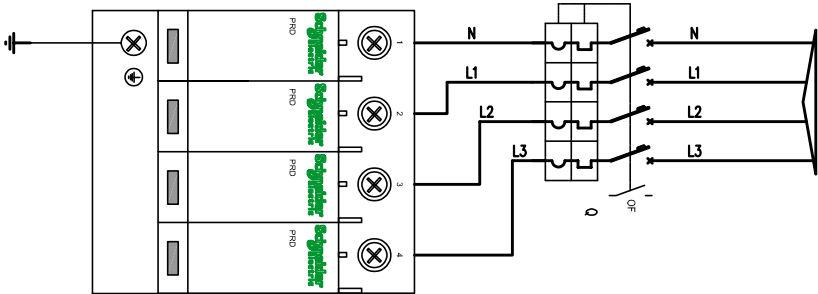 Schneider Electric
PRD
1
N
N
Schneider Electric
PRD
2
L1
L1
Schneider Electric
PRD
3
L2
L2
Schneider Electric
PRD
4
L3
L3
Q
OF